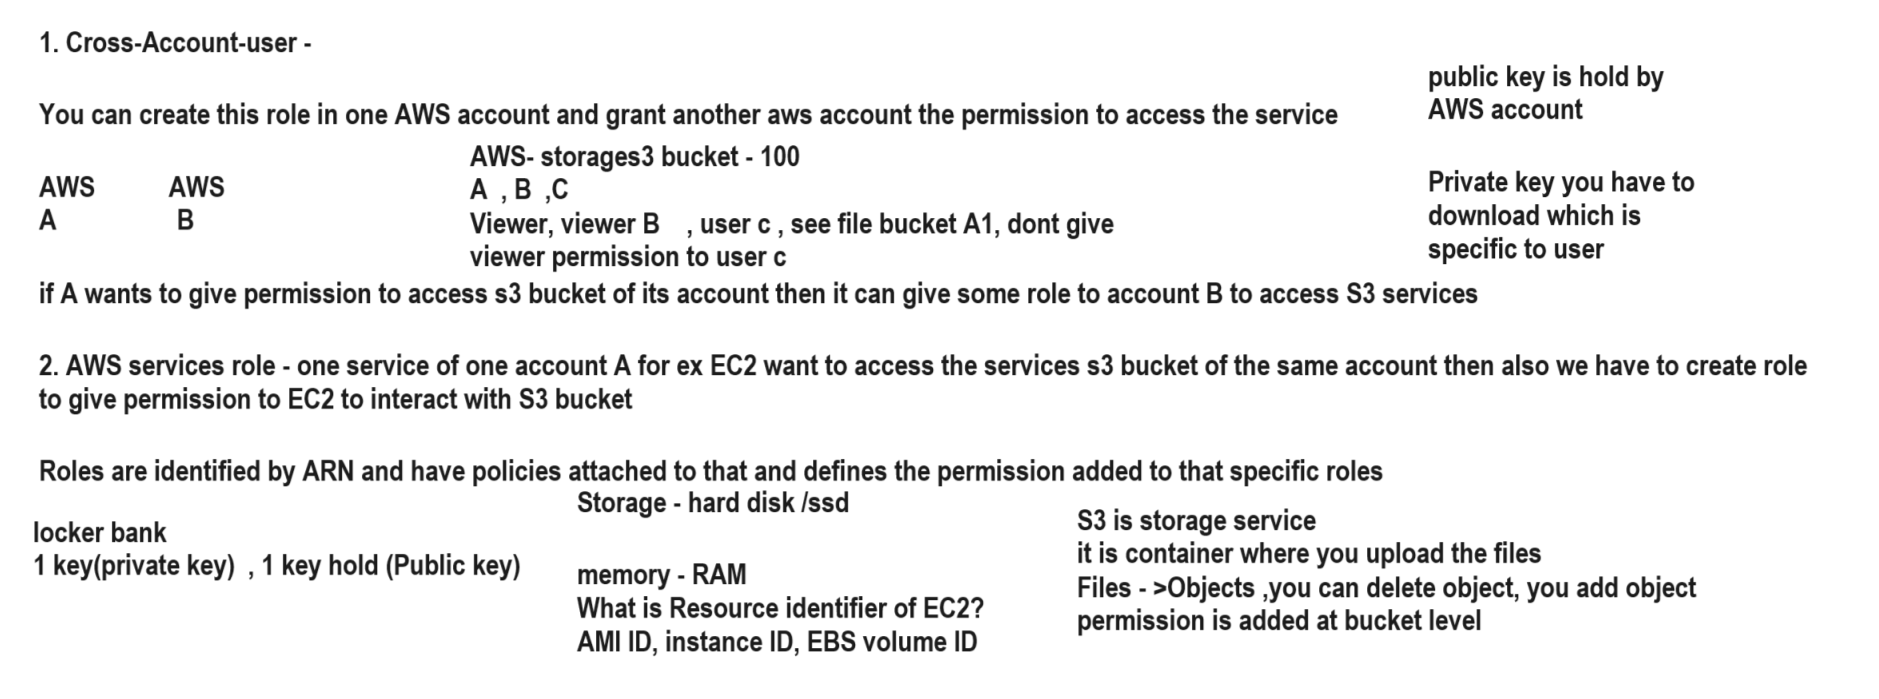 1. Cross-Account-user -
public key is hold by
AWS account
You can create this role in one AWS account and grant another aws account the permission to access the service
AWS- storages3 bucket - 100
AWS AWS
A B
A , B ,C
Viewer, viewer B , user c , see file bucket A1, dont give
viewer permission to user c
Private key you have to
download which is
specific to user
if A wants to give permission to access s3 bucket of its account then it can give some role to account B to access S3 services
2. AWS services role - one service of one account A for ex EC2 want to access the services s3 bucket of the same account then also we have to create role
to give permission to EC2 to interact with S3 bucket
Roles are identified by ARN and have policies attached to that and defines the permission added to that specific roles
locker bank
1 key(private key) , 1 key hold (Public key)
Storage - hard disk /ssd
memory - RAM
What is Resource identifier of EC2?
AMI ID, instance ID, EBS volume ID
S3 is storage service
it is container where you upload the files
Files - >Objects ,you can delete object, you add object
permission is added at bucket level